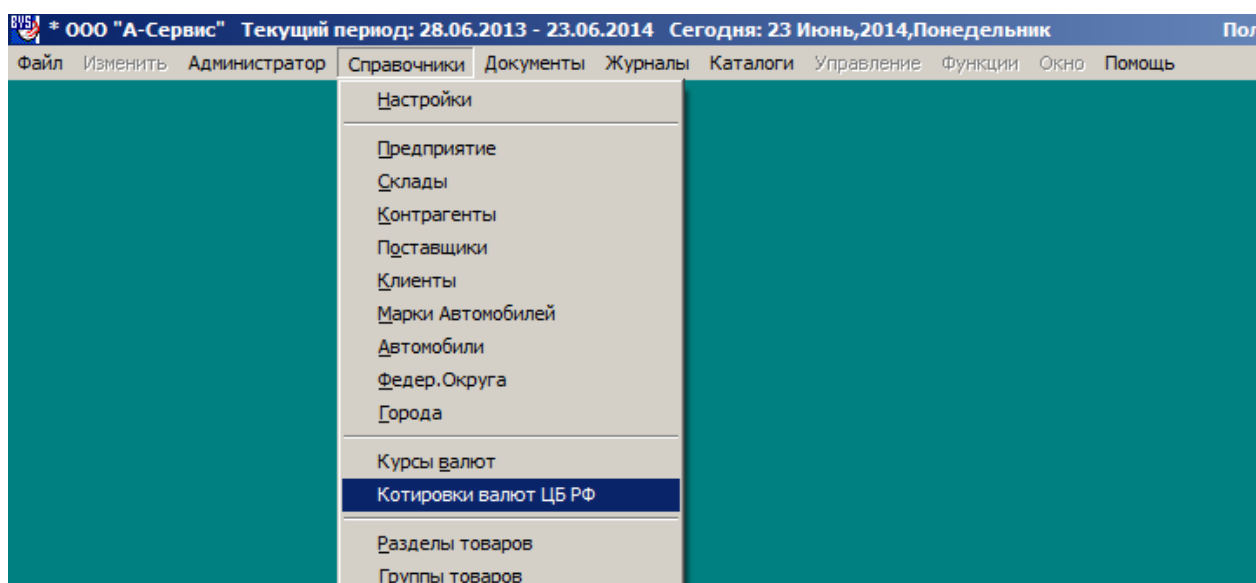 BVS * ООО "А-Сервис" Текущий период: 28.06.2013 - 23.06.2014 Сегодня: 23 Июнь,2014,Понедельник Пол
Файл Изменить Администратор Справочники Документы Журналы Каталоги Управление Функции Окно Помощь
Настройки
Предприятие
Склады
Контрагенты
Поставщики
Клиенты
Марки Автомобилей
Автомобили
Федер.Округа
Города
Курсы валют
Котировки валют ЦБ РФ
Разделы товаров
Группы товаров